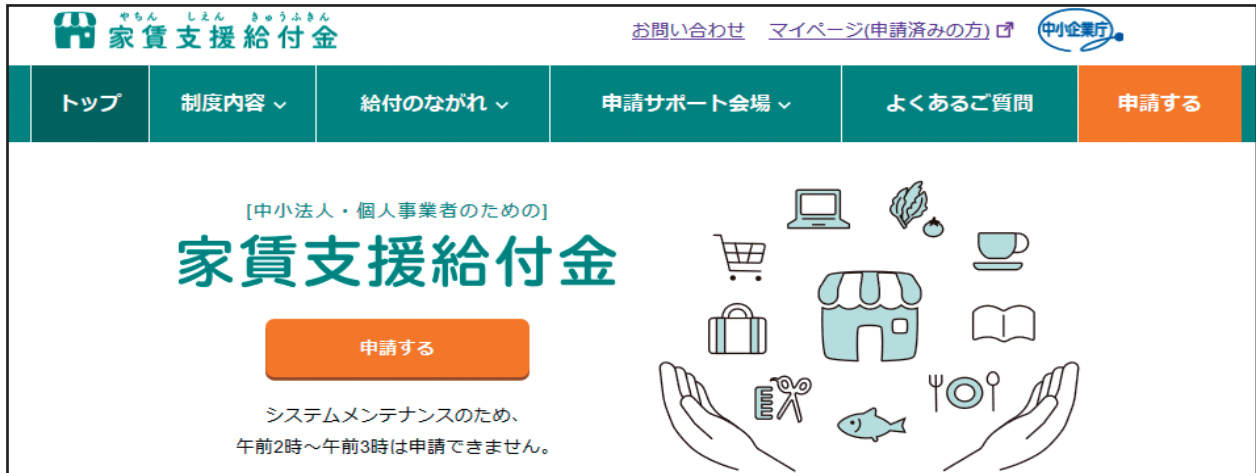 やちん しえん きゅうふきん
家賃支援給付金
お問い合わせ マイページ(申請済みの方) 中小企業庁
トップ 制度内容 給付のながれ 申請サポート会場 よくあるご質問 申請する
[中小法人・個人事業者のための]
家賃支援給付金
申請する
システムメンテナンスのため、
午前2時～午前3時は申請できません。